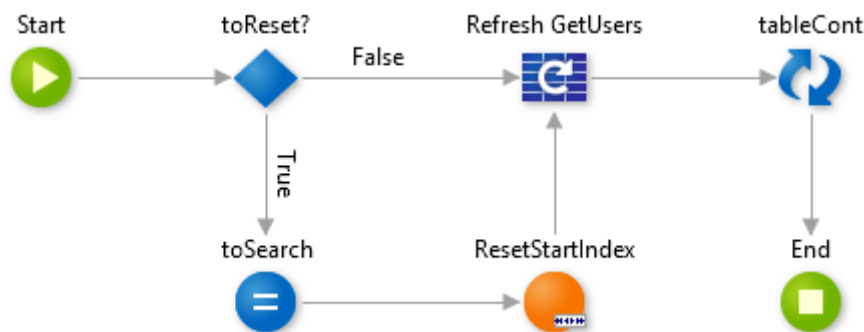 Start
toReset?
Refresh GetUsers
tableCont
False
True
toSearch
ResetStartIndex
End